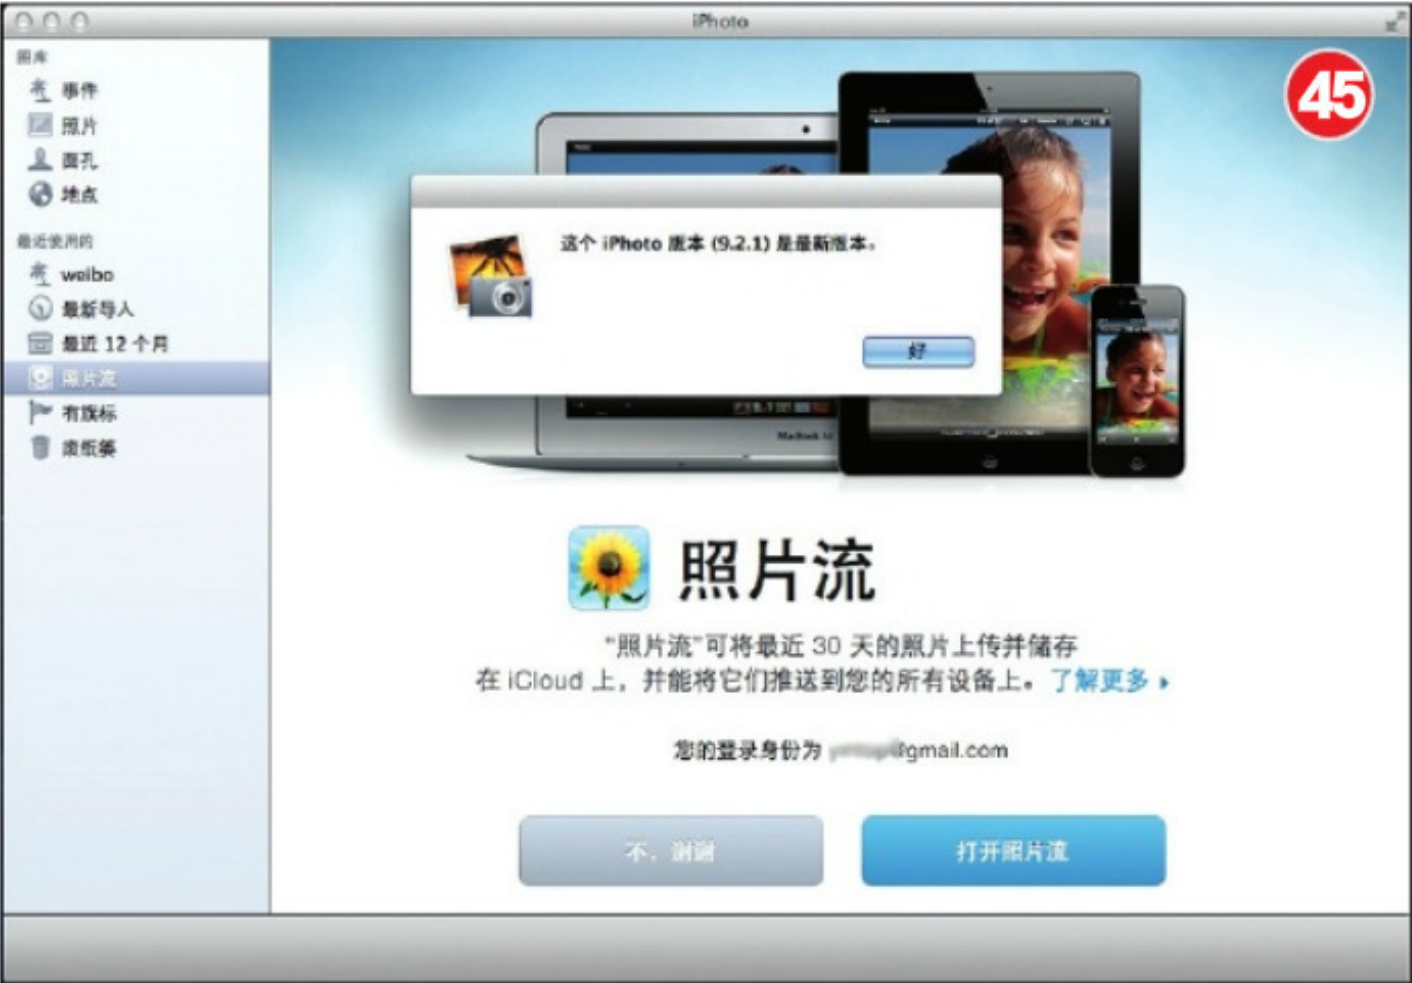 iPhoto
45
图库
事件
照片
面孔
地点
最近使用的
weibo
最新导入
最近 12 个月
照片流
有旗标
废纸篓
这个 iPhoto 版本 (9.2.1) 是最新版本。
好
MacBook Air
照片流
“照片流”可将最近 30 天的照片上传并储存
在 iCloud 上，并能将它们推送到您的所有设备上。了解更多
您的登录身份为 @gmail.com
不，谢谢
打开照片流